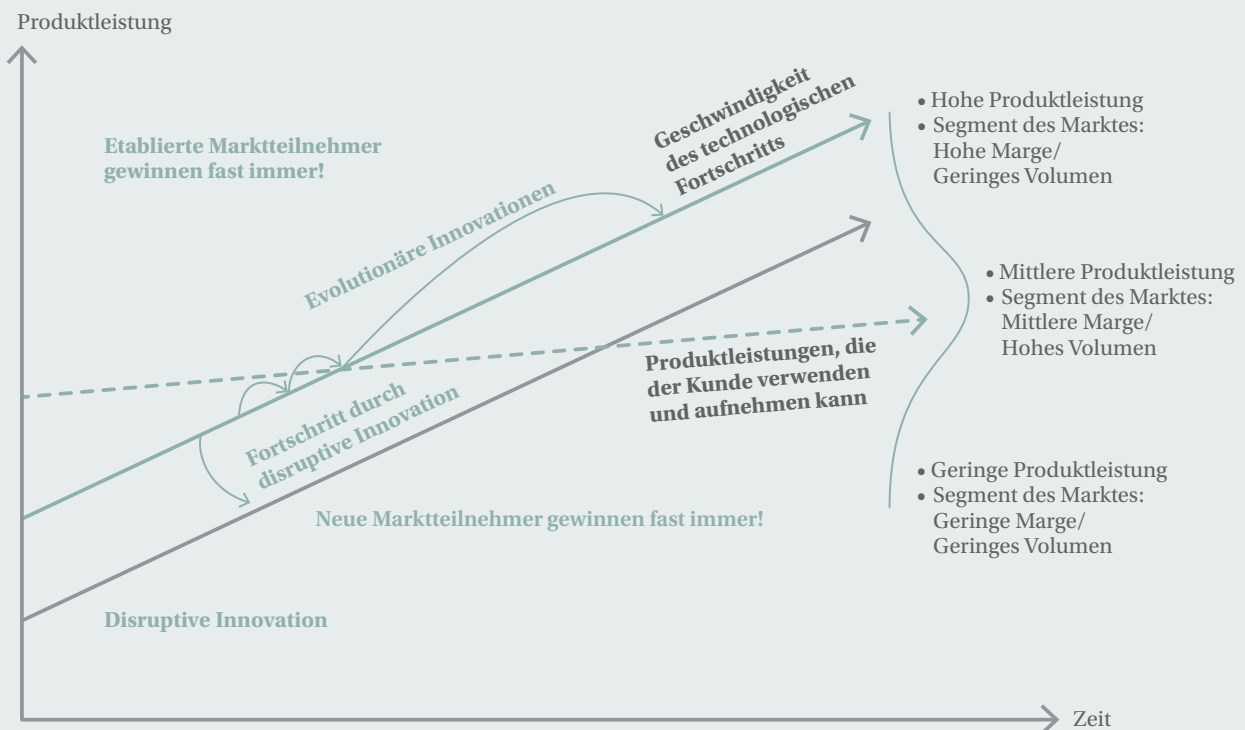 Produktleistung
Etablierte Marktteilnehmer
gewinnen fast immer!
Evolutionäre Innovationen
Geschwindigkeit
des technologischen
Fortschritts
• Hohe Produktleistung
• Segment des Marktes:
Hohe Marge/
Geringes Volumen
• Mittlere Produktleistung
• Segment des Marktes:
Mittlere Marge/
Hohes Volumen
Produktleistungen, die
der Kunde verwenden
und aufnehmen kann
Fortschritt durch
disruptive Innovation
• Geringe Produktleistung
• Segment des Marktes:
Geringe Marge/
Geringes Volumen
Neue Marktteilnehmer gewinnen fast immer!
Disruptive Innovation
Zeit